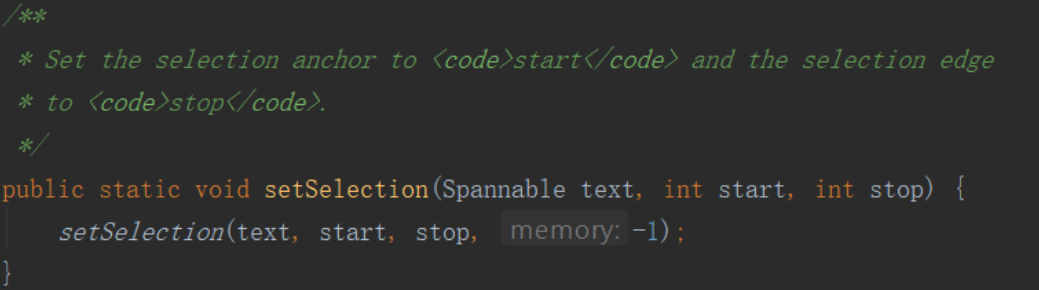 /**
* Set the selection anchor to <code>start</code> and the selection edge
* to <code>stop</code>.
*/
public static void setSelection(Spannable text, int start, int stop) {
setSelection(text, start, stop, memory: -1);
}